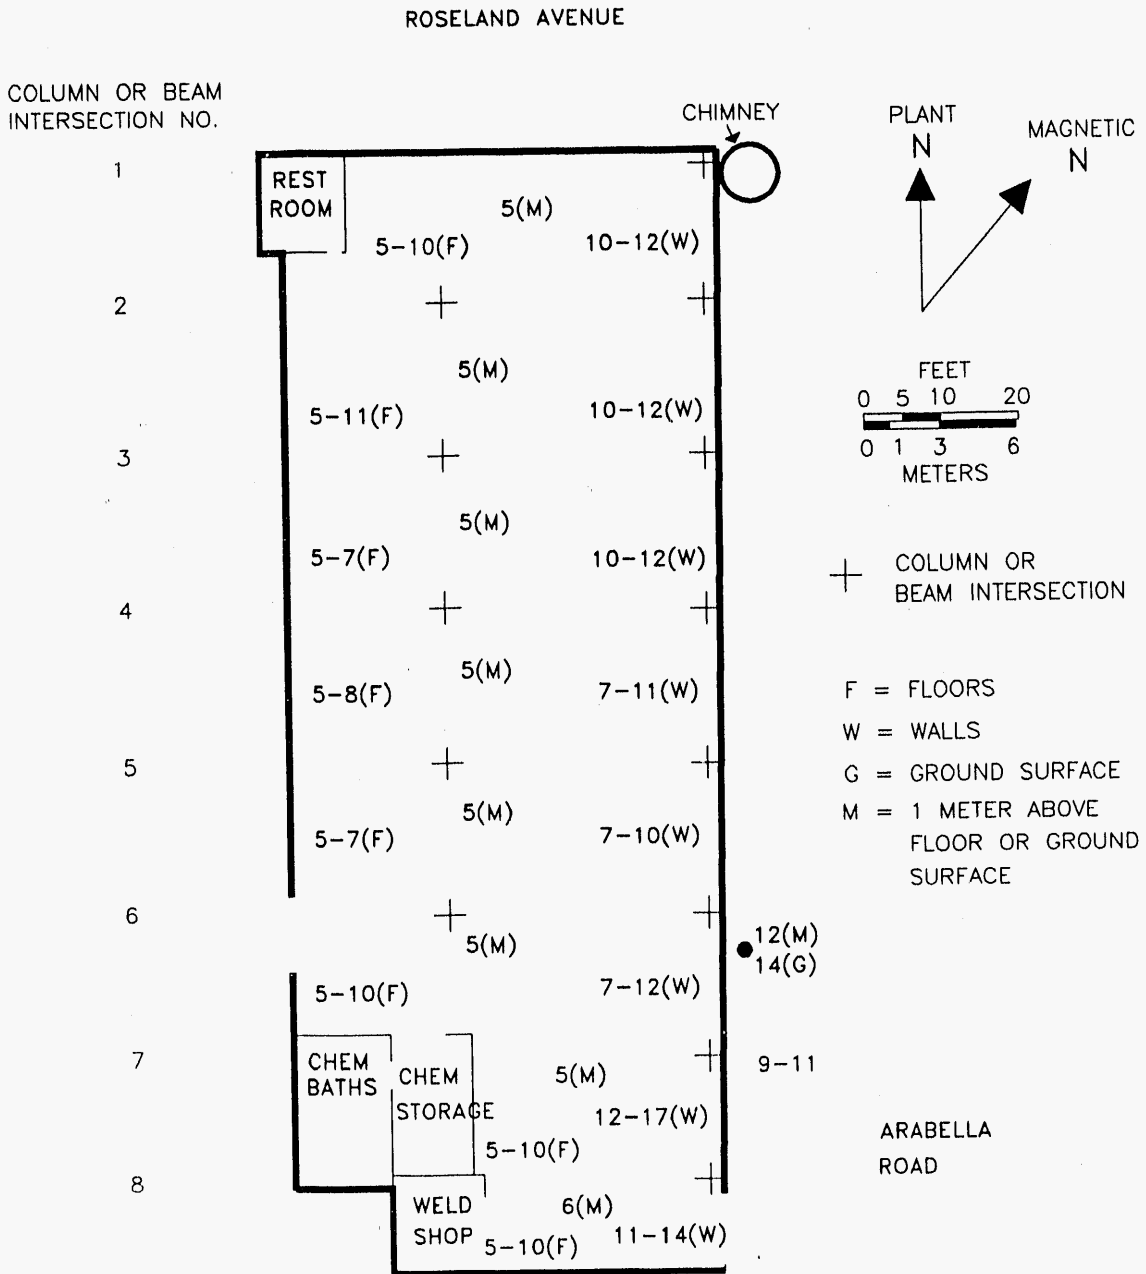 ROSELAND AVENUE
COLUMN OR BEAM
INTERSECTION NO.
CHIMNEY
PLANT
N
MAGNETIC
N
1
REST
ROOM
5(M)
5-10(F)
10-12(W)
2
5(M)
5-11(F)
10-12(W)
FEET
0 5 10 20
0 1 3 6
METERS
3
5(M)
5-7(F)
10-12(W)
COLUMN OR
BEAM INTERSECTION
4
5(M)
5-8(F)
7-11(W)
F = FLOORS
W = WALLS
G = GROUND SURFACE
M = 1 METER ABOVE
FLOOR OR GROUND
SURFACE
5
5(M)
5-7(F)
7-10(W)
6
5(M)
12(M)
14(G)
5-10(F)
7-12(W)
7
CHEM
BATHS
CHEM
STORAGE
5(M)
9-11
12-17(W)
5-10(F)
ARABELLA
ROAD
8
WELD
SHOP
6(M)
5-10(F)
11-14(W)